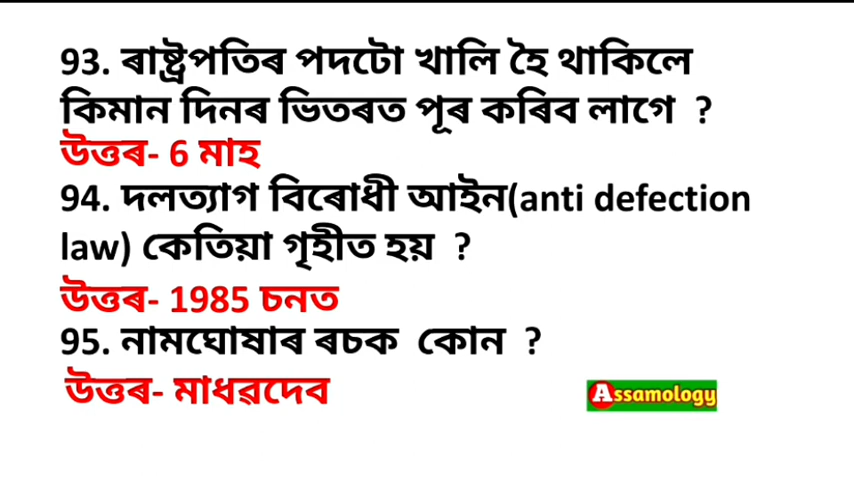 93. ৰাষ্ট্ৰপতিৰ পদটো খালি হৈ থাকিলে
কিমান দিনৰ ভিতৰত পূৰ কৰিব লাগে ?
উত্তৰ- 6 মাহ
94. দলত্যাগ বিৰোধী আইন(anti defection
law) কেতিয়া গৃহীত হয় ?
উত্তৰ- 1985 চনত
95. নামঘোষাৰ ৰচক কোন ?
উত্তৰ- মাধৱদেব
Assamology